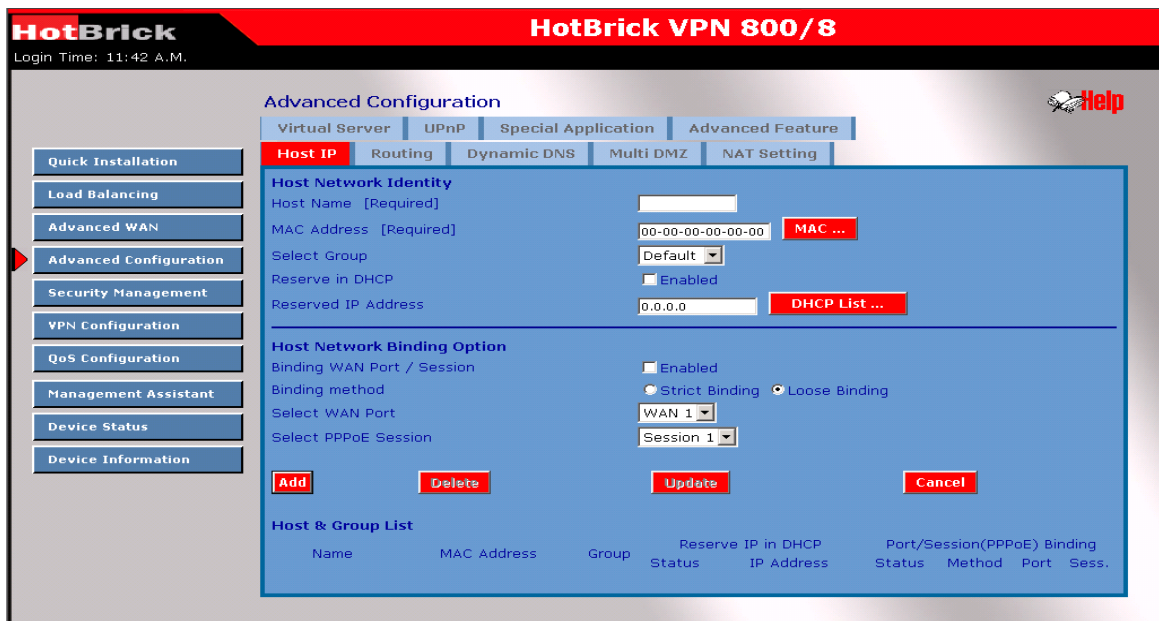 HotBrick
HotBrick VPN 800/8
Login Time: 11:42 A.M.
Advanced Configuration
Help
Virtual Server UPnP Special Application Advanced Feature
Host IP Routing Dynamic DNS Multi DMZ NAT Setting
Quick Installation
Load Balancing
Advanced WAN
Advanced Configuration
Security Management
VPN Configuration
QoS Configuration
Management Assistant
Device Status
Device Information
Host Network Identity
Host Name [Required]
MAC Address [Required] 00-00-00-00-00-00 MAC ...
Select Group Default
Reserve in DHCP Enabled
Reserved IP Address 0.0.0.0 DHCP List ...
Host Network Binding Option
Binding WAN Port / Session Enabled
Binding method Strict Binding Loose Binding
Select WAN Port WAN 1
Select PPPoE Session Session 1
Add Delete Update Cancel
Host & Group List
Reserve IP in DHCP Port/Session(PPPoE) Binding
Name MAC Address Group
Status IP Address Status Method Port Sess.